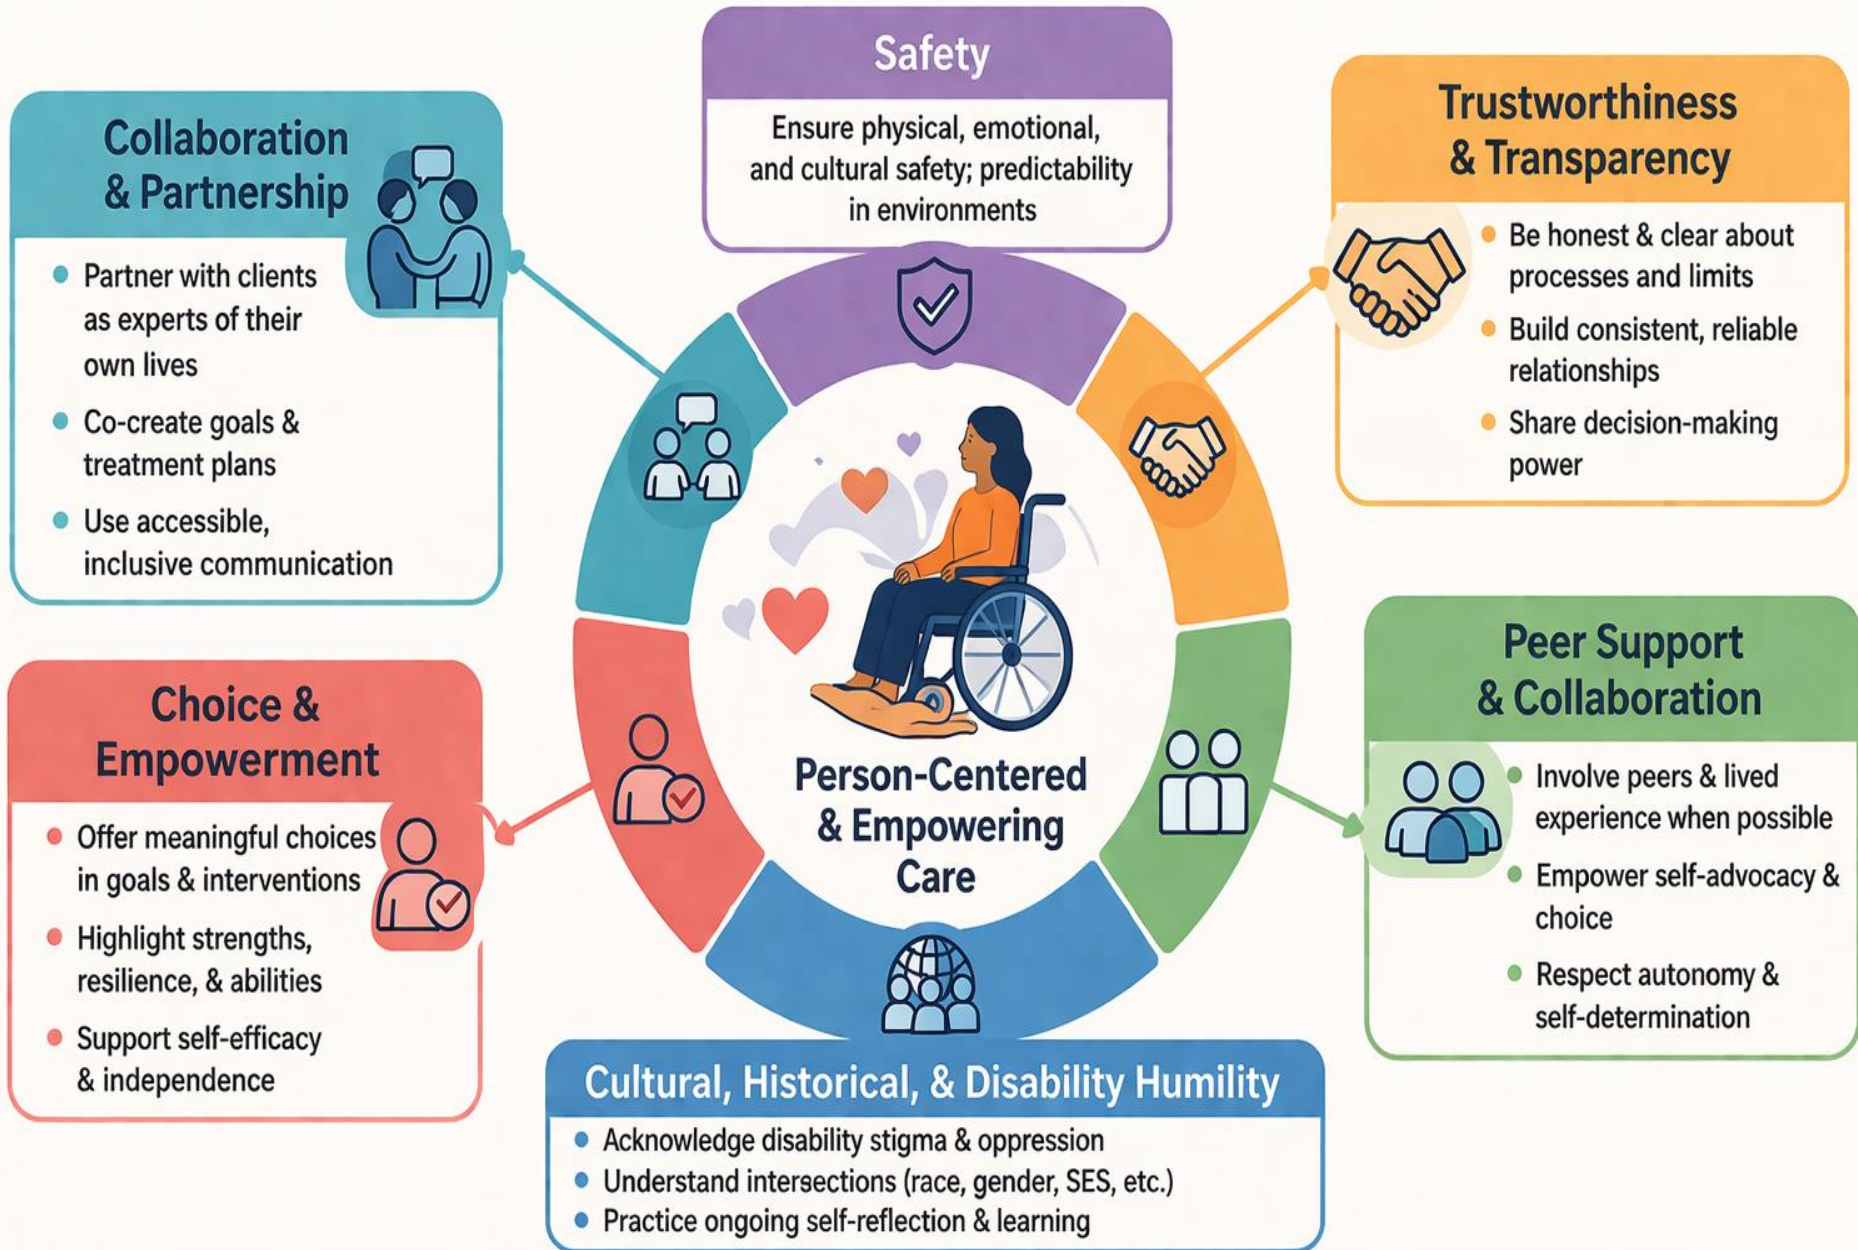 Safety
Ensure physical, emotional,
and cultural safety; predictability
in environments
Collaboration
& Partnership
Partner with clients
as experts of their
own lives
Co-create goals &
treatment plans
Use accessible,
inclusive communication
Trustworthiness
& Transparency
Be honest & clear about
processes and limits
Build consistent, reliable
relationships
Share decision-making
power
Choice &
Empowerment
Offer meaningful choices
in goals & interventions
Highlight strengths,
resilience, & abilities
Support self-efficacy
& independence
Person-Centered
& Empowering
Care
Peer Support
& Collaboration
Involve peers & lived
experience when possible
Empower self-advocacy &
choice
Respect autonomy &
self-determination
Cultural, Historical, & Disability Humility
Acknowledge disability stigma & oppression
Understand intersections (race, gender, SES, etc.)
Practice ongoing self-reflection & learning